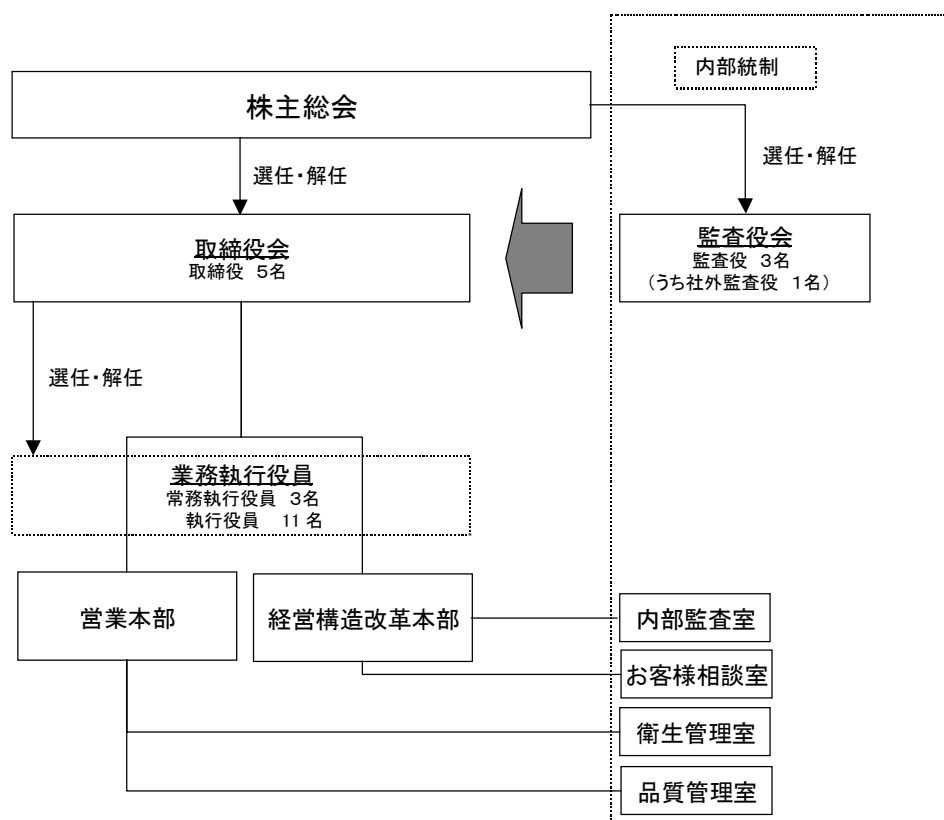 内部統制
株主総会
選任・解任
選任・解任
取締役会
取締役 5名
監査役会
監査役 3名
(うち社外監査役 1名)
選任・解任
業務執行役員
常務執行役員 3名
執行役員 11名
営業本部
経営構造改革本部
内部監査室
お客様相談室
衛生管理室
品質管理室